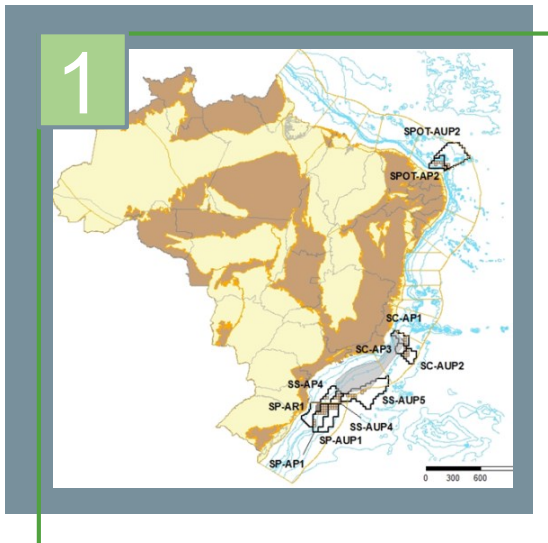 1
SPOT-AUP2
SPOT-AP2
SC-AP1
SC-AP3
SC-AUP2
SS-AP4
SS-AUP5
SP-AR1
SS-AUP4
SP-AUP1
SP-AP1
0 300 600